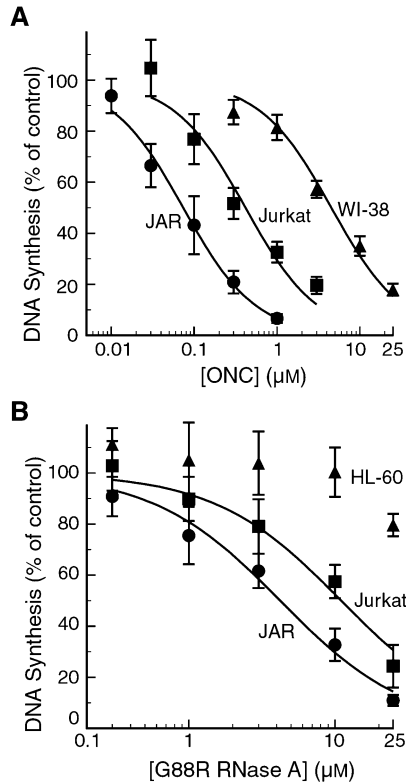 A
DNA Synthesis (% of control)
100
80
60
40
20
0
JAR
Jurkat
WI-38
0.01
0.1
1
10
25
[ONC] (µM)
B
DNA Synthesis (% of control)
100
80
60
40
20
0
HL-60
Jurkat
JAR
0.1
1
10
25
[G88R RNase A] (µM)